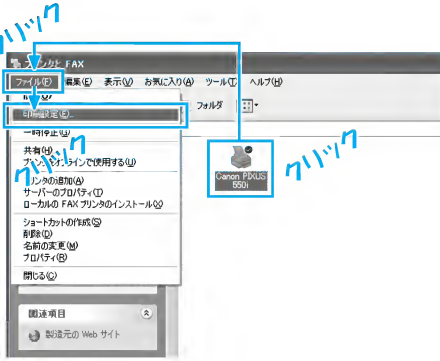 クリック
プリンタと FAX
ファイル(F) 編集(E) 表示(V) お気に入り(A) ツール(T) ヘルプ(H)
フォルダ
印刷設定(E)...
一時停止(G)
共有(H)...
プリンタをオンラインで使用する(U)
クリック
プリンタの追加(A)
サーバーのプロパティ(T)
ローカルの FAX プリンタのインストール(X)
ショートカットの作成(S)
削除(D)
名前の変更(M)
プロパティ(R)
閉じる(C)
Canon PIXUS
550i
クリック
関連項目
製造元の Web サイト